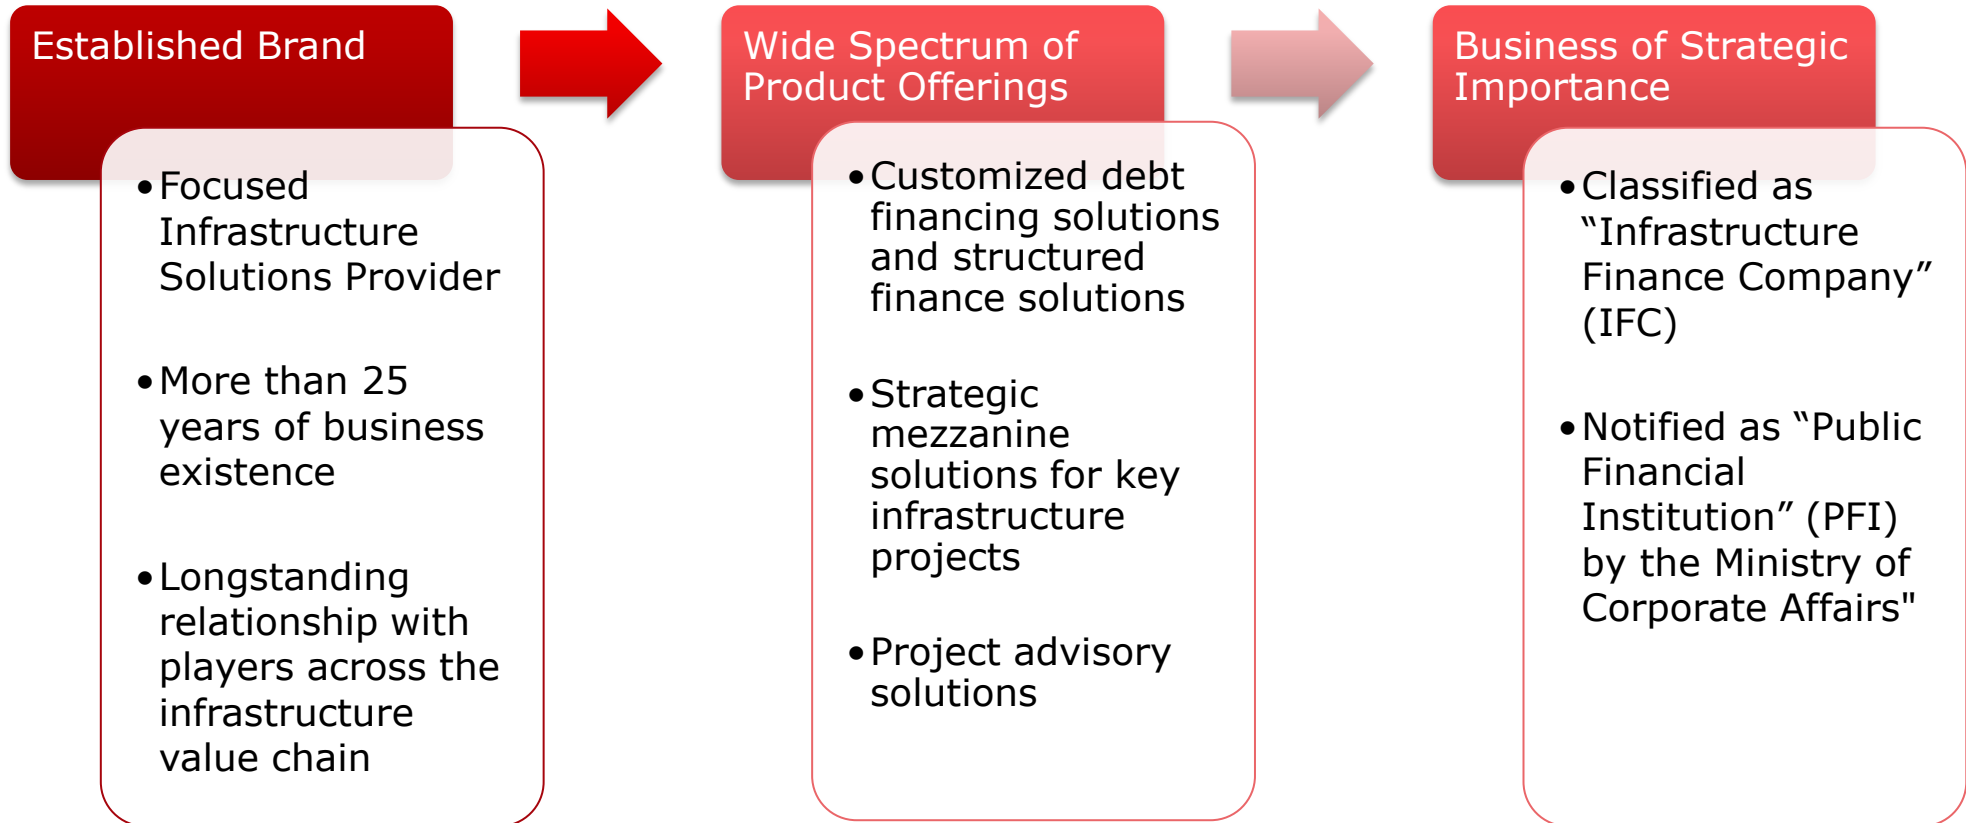 Established Brand
•Focused
Infrastructure
Solutions Provider
•More than 25
years of business
existence
•Longstanding
relationship with
players across the
infrastructure
value chain
Wide Spectrum of
Product Offerings
•Customized debt
financing solutions
and structured
finance solutions
•Strategic
mezzanine
solutions for key
infrastructure
projects
•Project advisory
solutions
Business of Strategic
Importance
•Classified as
“Infrastructure
Finance Company”
(IFC)
•Notified as “Public
Financial
Institution” (PFI)
by the Ministry of
Corporate Affairs"